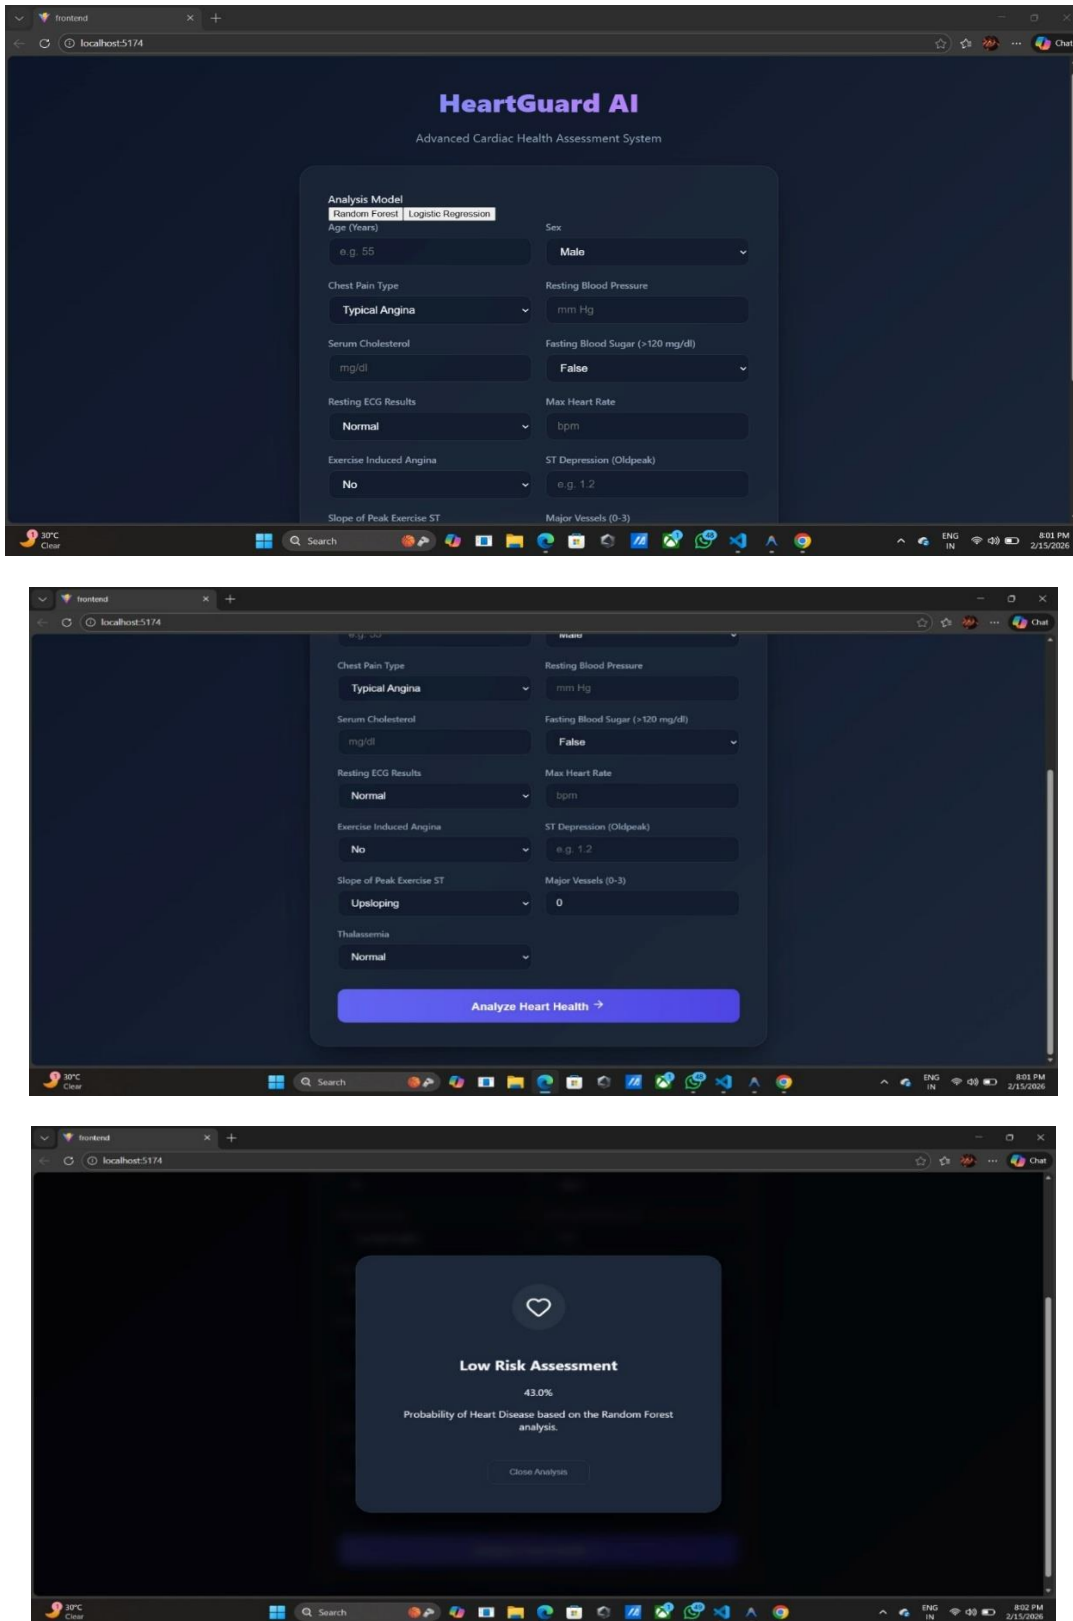 frontend
localhost:5174
Chat
HeartGuard AI
Advanced Cardiac Health Assessment System
Analysis Model
Random Forest Logistic Regression
Age (Years) Sex
e.g. 55 Male
Chest Pain Type Resting Blood Pressure
Typical Angina mm Hg
Serum Cholesterol Fasting Blood Sugar (>120 mg/dl)
mg/dl False
Resting ECG Results Max Heart Rate
Normal bpm
Exercise Induced Angina ST Depression (Oldpeak)
No e.g. 1.2
Slope of Peak Exercise ST Major Vessels (0-3)
30°C
Clear
Search
ENG
IN
8:01 PM
2/15/2026
frontend
localhost:5174
Chat
e.g. 55 Male
Chest Pain Type Resting Blood Pressure
Typical Angina mm Hg
Serum Cholesterol Fasting Blood Sugar (>120 mg/dl)
mg/dl False
Resting ECG Results Max Heart Rate
Normal bpm
Exercise Induced Angina ST Depression (Oldpeak)
No e.g. 1.2
Slope of Peak Exercise ST Major Vessels (0-3)
Upsloping 0
Thalassemia
Normal
Analyze Heart Health →
30°C
Clear
Search
ENG
IN
8:01 PM
2/15/2026
frontend
localhost:5174
Chat
Low Risk Assessment
43.0%
Probability of Heart Disease based on the Random Forest
analysis.
Close Analysis
30°C
Clear
Search
ENG
IN
8:02 PM
2/15/2026